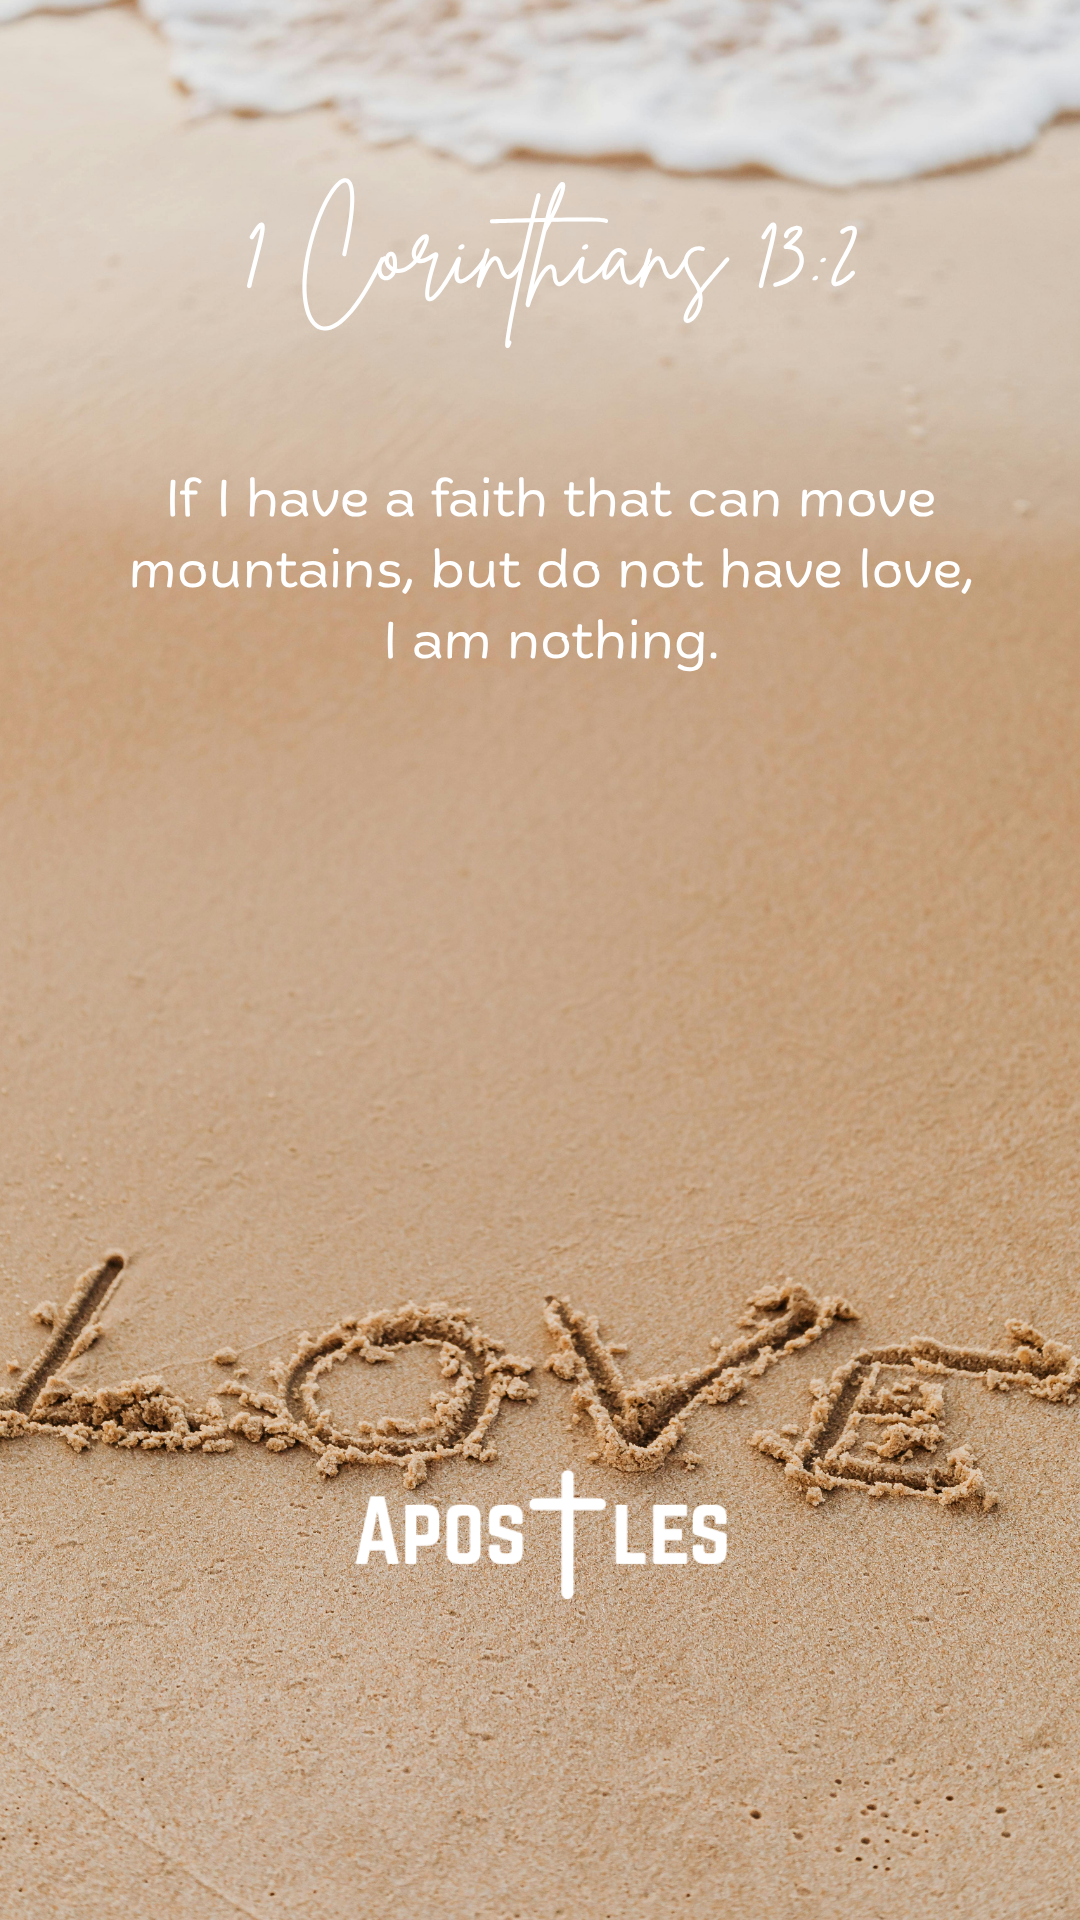 1 Corinthians 13:2
If I have a faith that can move
mountains, but do not have love,
I am nothing.
LOVE
APOSTLES